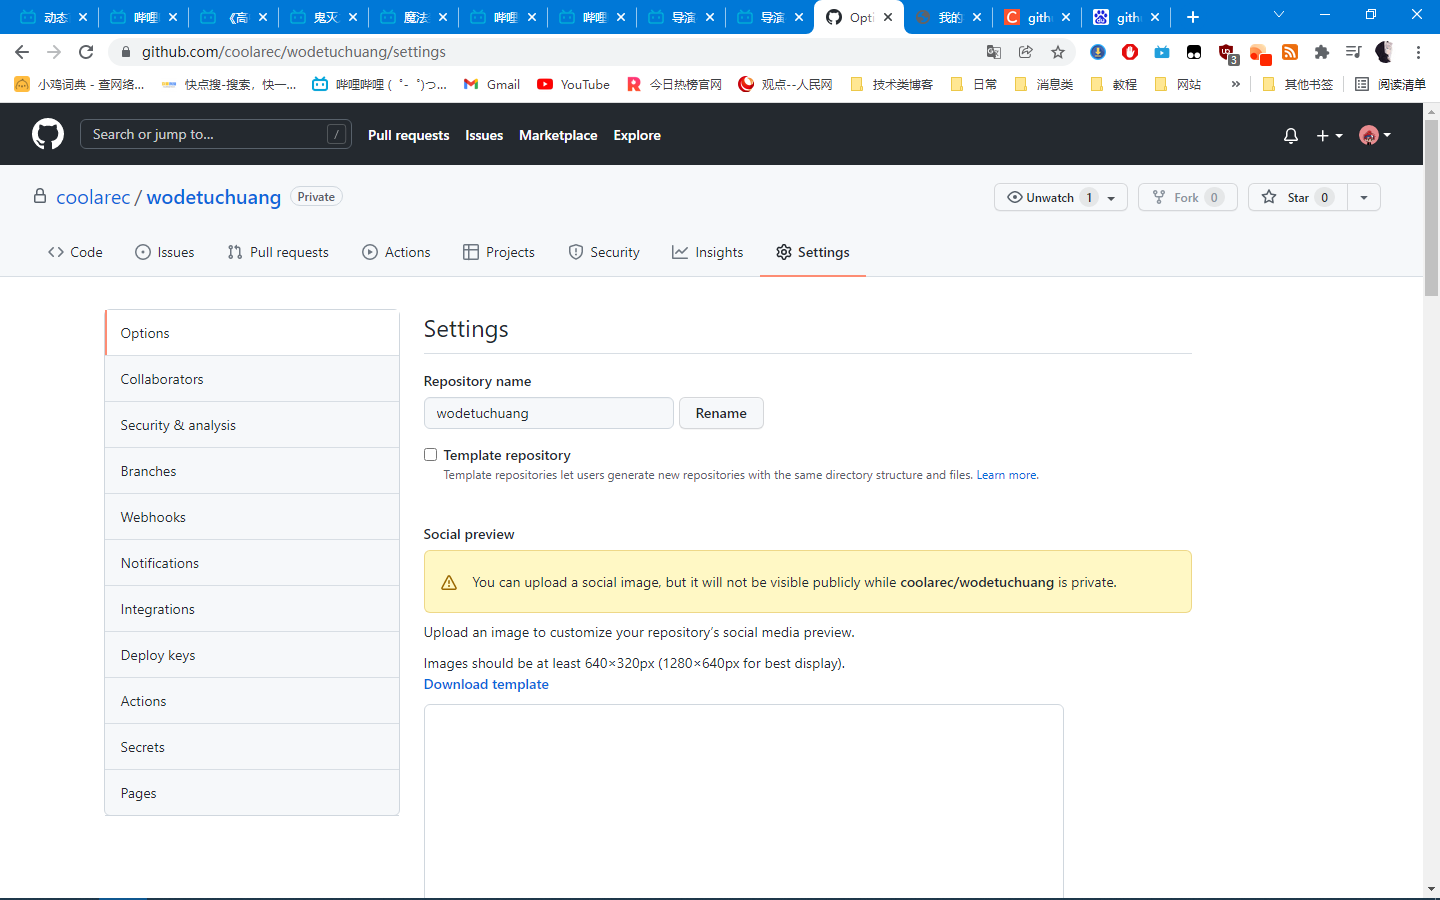 动态
哔哩
《高
鬼灭
魔法
哔哩
哔哩
导演
导演
Opti
我的
gith
gith
github.com/coolarec/wodetuchuang/settings
3
小鸡词典 - 查网络...
快点搜-搜索，快一...
哔哩哔哩 ( ゜- ゜)つ...
Gmail
YouTube
今日热榜官网
观点--人民网
技术类博客
日常
消息类
教程
网站
»
其他书签
阅读清单
Search or jump to...
/
Pull requests
Issues
Marketplace
Explore
coolarec / wodetuchuang
Private
Unwatch 1
Fork 0
Star 0
Code
Issues
Pull requests
Actions
Projects
Security
Insights
Settings
Options
Collaborators
Security & analysis
Branches
Webhooks
Notifications
Integrations
Deploy keys
Actions
Secrets
Pages
Settings
Repository name
wodetuchuang
Rename
Template repository
Template repositories let users generate new repositories with the same directory structure and files. Learn more.
Social preview
You can upload a social image, but it will not be visible publicly while coolarec/wodetuchuang is private.
Upload an image to customize your repository’s social media preview.
Images should be at least 640×320px (1280×640px for best display).
Download template